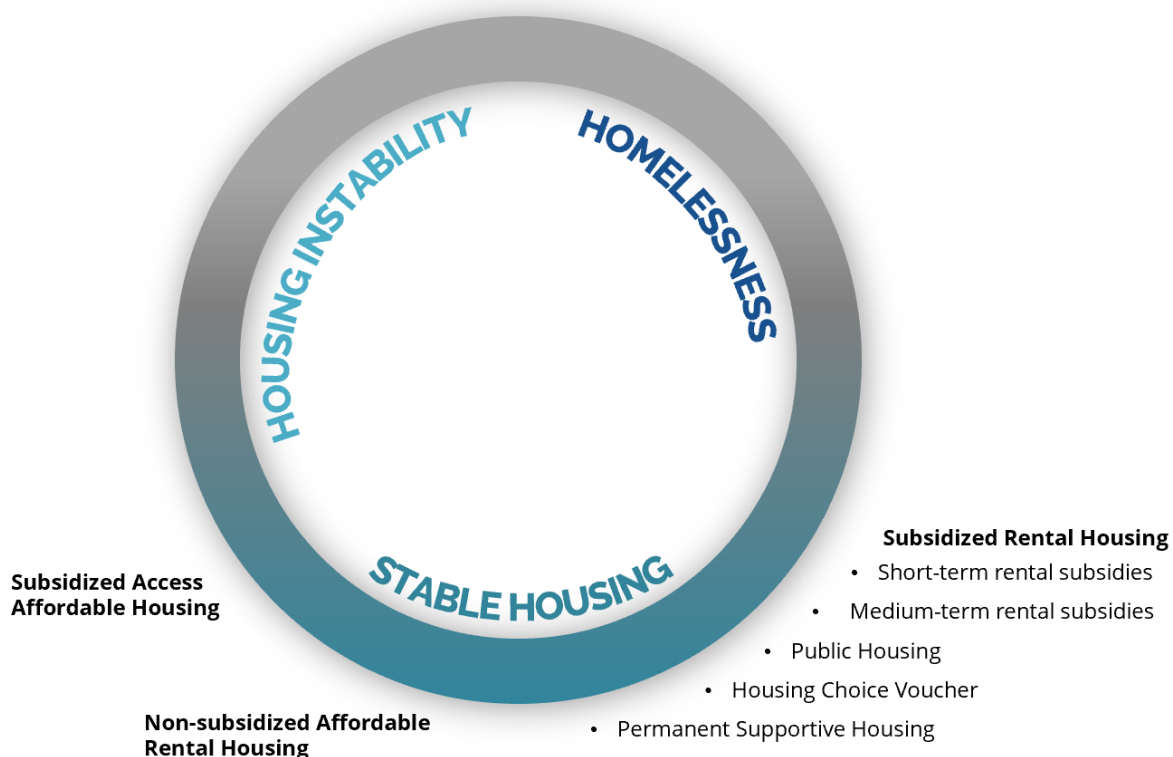 HOUSING INSTABILITY
HOMELESSNESS
STABLE HOUSING
Subsidized Rental Housing
• Short-term rental subsidies
• Medium-term rental subsidies
• Public Housing
• Housing Choice Voucher
• Permanent Supportive Housing
Subsidized Access
Affordable Housing
Non-subsidized Affordable
Rental Housing